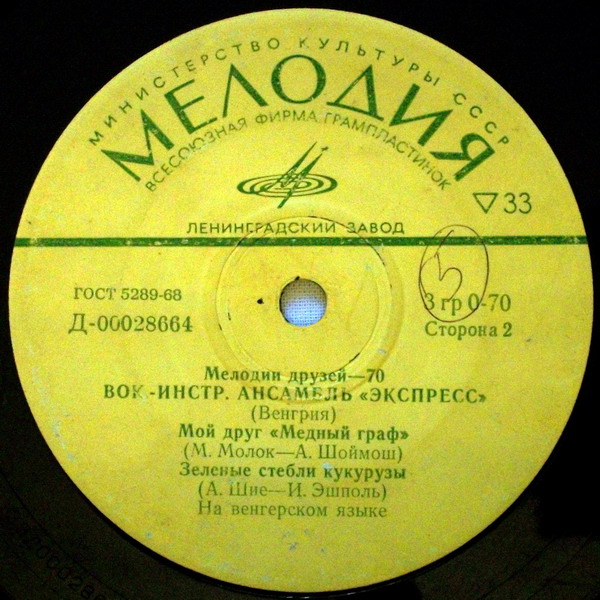 МИНИСТЕРСТВО КУЛЬТУРЫ СССР
МЕЛОДИЯ
ВСЕСОЮЗНАЯ ФИРМА ГРАМПЛАСТИНОК
▽33
ЛЕНИНГРАДСКИЙ ЗАВОД
5
ГОСТ 5289-68
3 гр 0-70
Д-00028664
Сторона 2
Мелодии друзей—70
ВОК.-ИНСТР. АНСАМБЛЬ «ЭКСПРЕСС»
(Венгрия)
Мой друг «Медный граф»
(М. Молок—А. Шоймош)
Зеленые стебли кукурузы
(А. Шие—И. Эшполь)
На венгерском языке